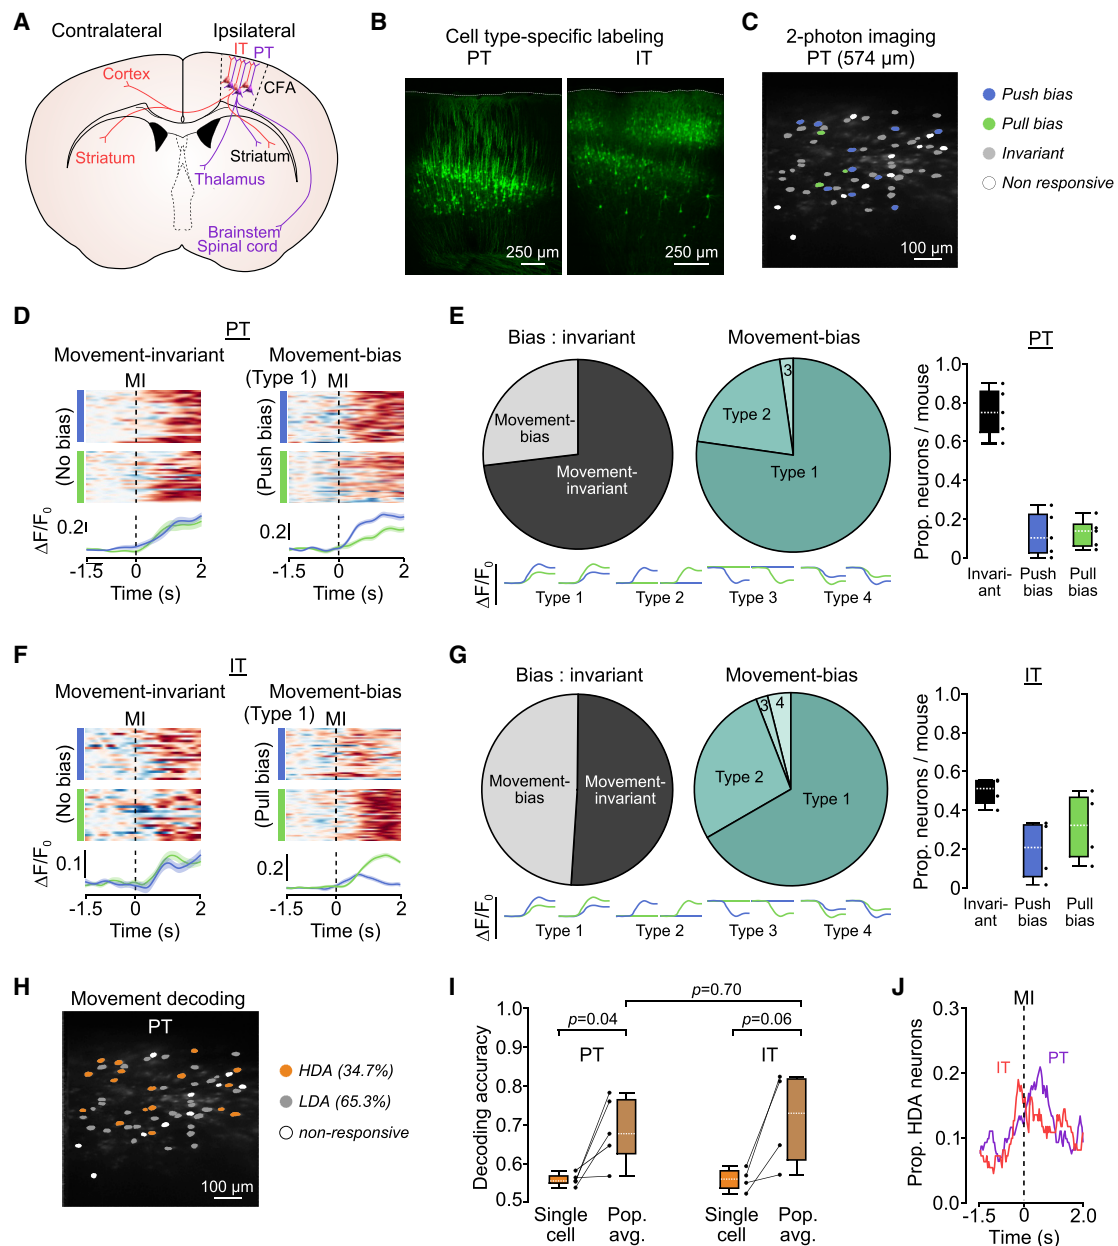 A
Contralateral
Ipsilateral
IT
PT
Cortex
CFA
Striatum
Striatum
Thalamus
Brainstem
Spinal cord
B
Cell type-specific labeling
PT
IT
250 µm
250 µm
C
2-photon imaging
PT (574 µm)
Push bias
Pull bias
Invariant
Non responsive
100 µm
D
PT
Movement-invariant
Movement-bias
(Type 1)
MI
MI
(No bias)
(Push bias)
ΔF/F0
0.2
0.2
-1.5
0
2
-1.5
0
2
Time (s)
Time (s)
E
Bias : invariant
Movement-bias
Movement-
bias
Movement-
invariant
3
Type 2
Type 1
ΔF/F0
Type 1
Type 2
Type 3
Type 4
PT
Prop. neurons / mouse
1.0
0.8
0.6
0.4
0.2
0
Invari-
ant
Push
bias
Pull
bias
F
IT
Movement-invariant
Movement-bias
(Type 1)
MI
MI
(No bias)
(Pull bias)
ΔF/F0
0.1
0.2
-1.5
0
2
-1.5
0
2
Time (s)
Time (s)
G
Bias : invariant
Movement-bias
Movement-
bias
Movement-
invariant
3
4
Type 2
Type 1
ΔF/F0
Type 1
Type 2
Type 3
Type 4
IT
Prop. neurons / mouse
1.0
0.8
0.6
0.4
0.2
0
Invari-
ant
Push
bias
Pull
bias
H
Movement decoding
PT
HDA (34.7%)
LDA (65.3%)
non-responsive
100 µm
I
Decoding accuracy
1.0
0.9
0.8
0.7
0.6
0.5
p=0.70
p=0.04
p=0.06
PT
IT
Single
cell
Pop.
avg.
Single
cell
Pop.
avg.
J
MI
IT
PT
Prop. HDA neurons
0.3
0.2
0.1
0.0
-1.5
0
2.0
Time (s)